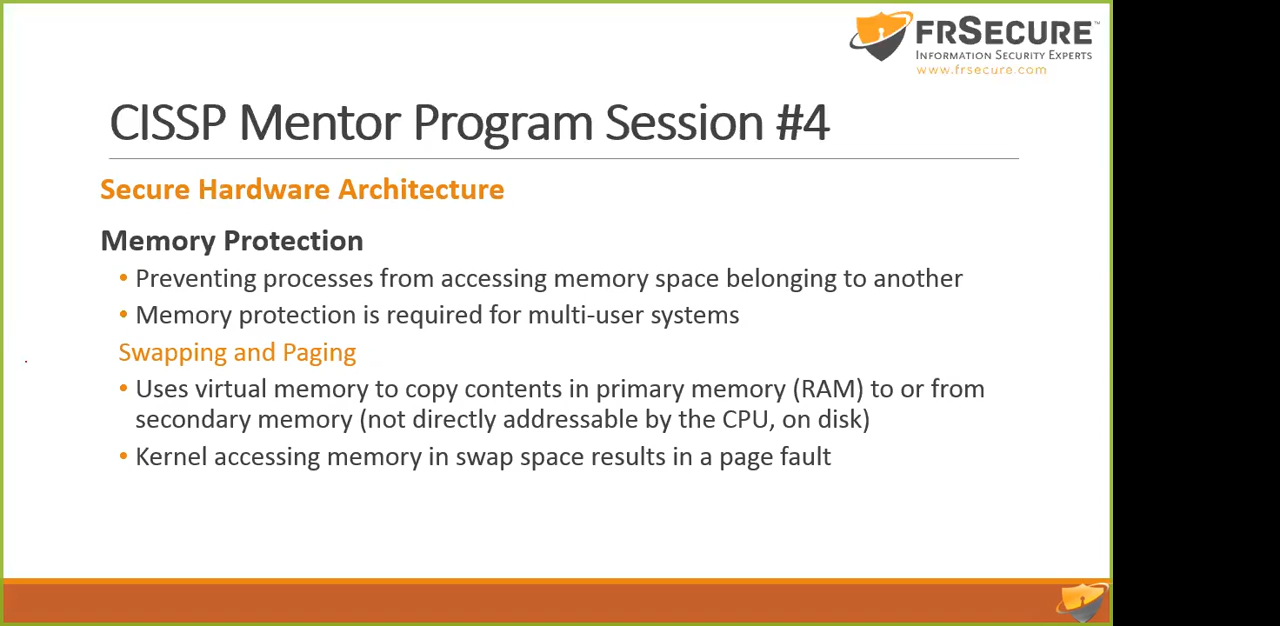 FRSECURE™
INFORMATION SECURITY EXPERTS
www.frsecure.com
CISSP Mentor Program Session #4
Secure Hardware Architecture
Memory Protection
• Preventing processes from accessing memory space belonging to another
• Memory protection is required for multi-user systems
Swapping and Paging
• Uses virtual memory to copy contents in primary memory (RAM) to or from
secondary memory (not directly addressable by the CPU, on disk)
• Kernel accessing memory in swap space results in a page fault